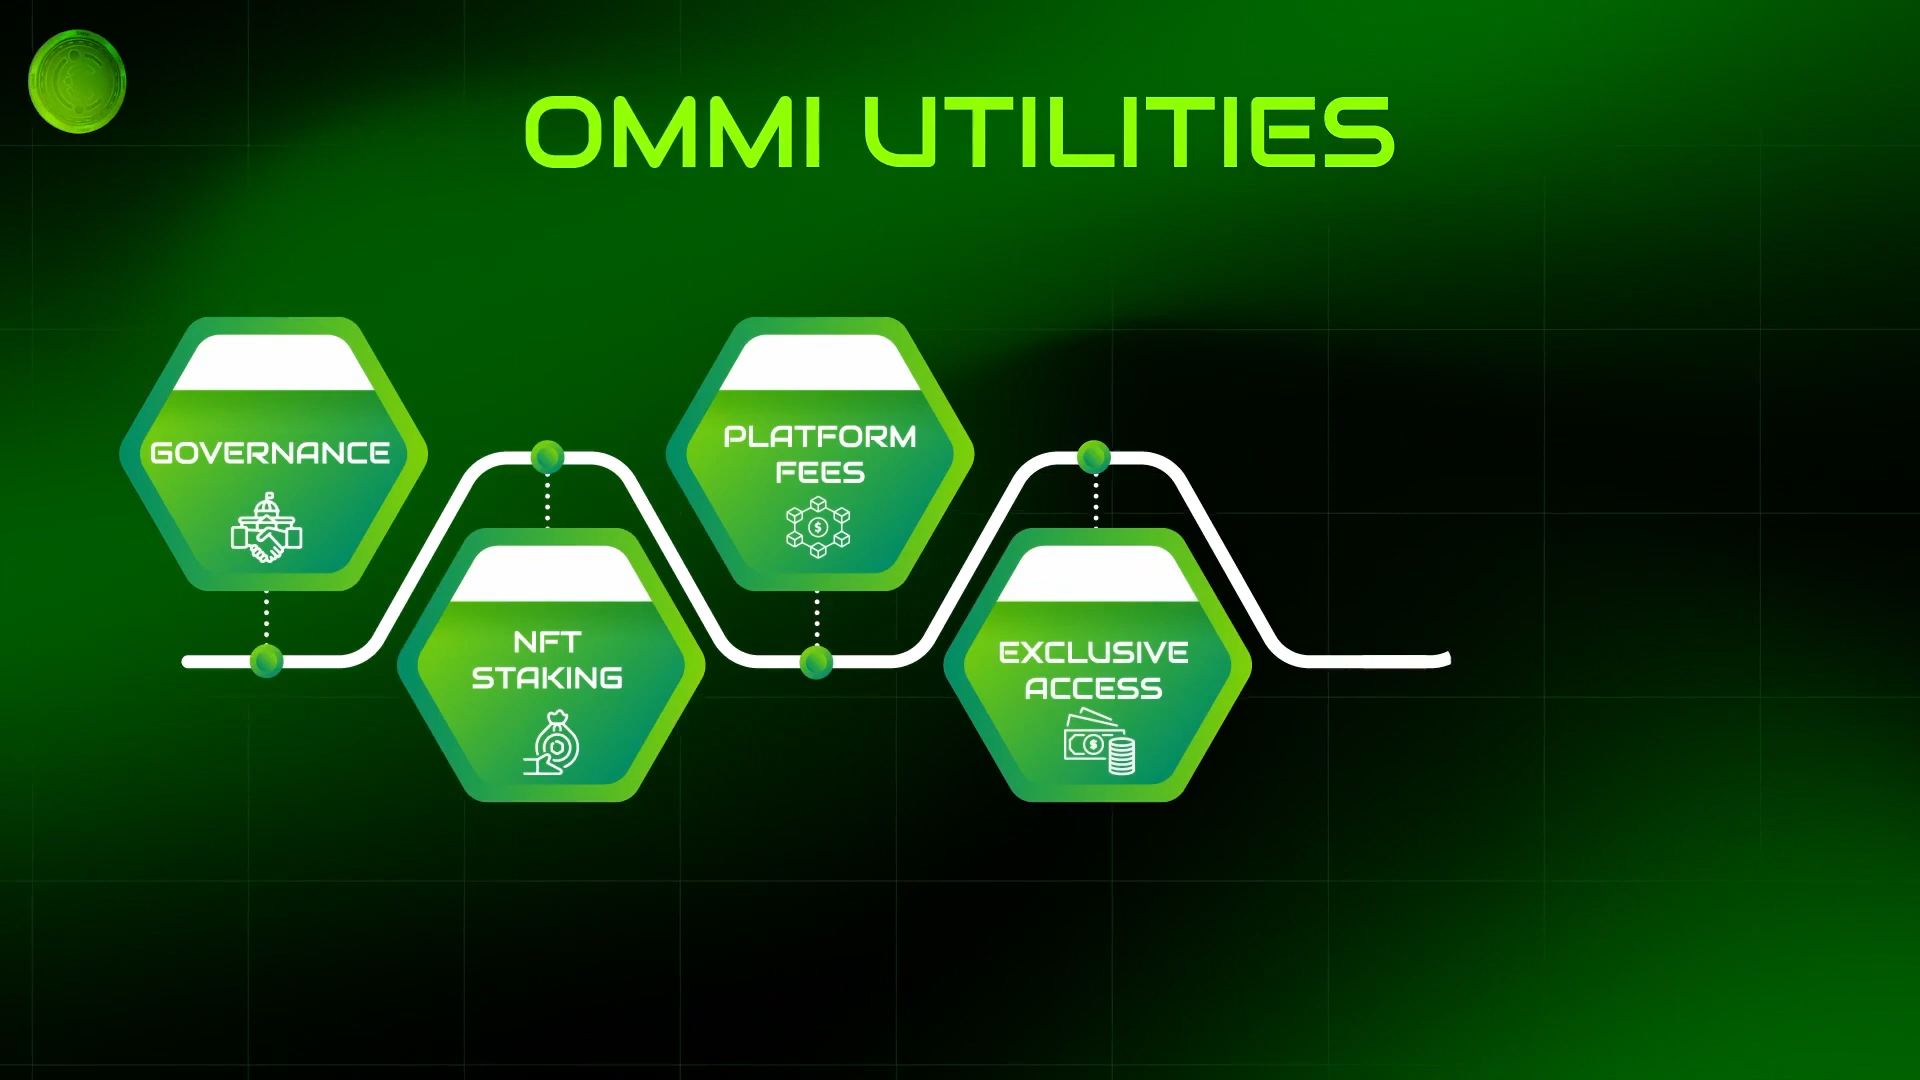 OMMI UTILITIES
GOVERNANCE
NFT
STAKING
PLATFORM
FEES
$
EXCLUSIVE
ACCESS
$